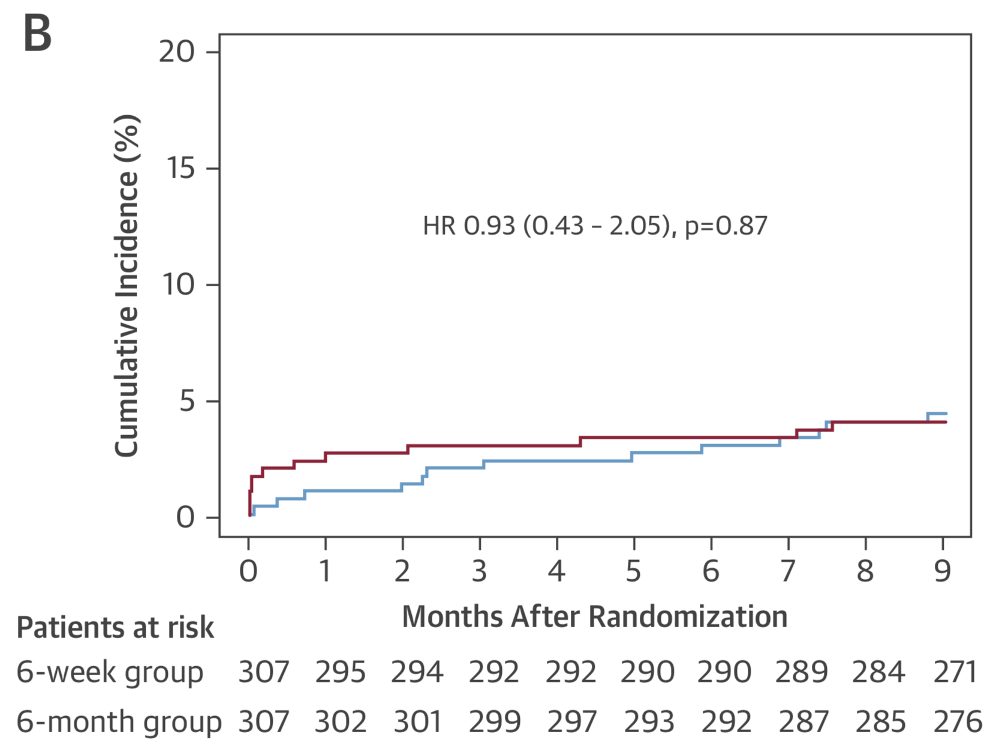 B
20
15
10
5
0
Cumulative Incidence (%)
HR 0.93 (0.43 – 2.05), p=0.87
0 1 2 3 4 5 6 7 8 9
Months After Randomization
Patients at risk
6-week group 307 295 294 292 292 290 290 289 284 271
6-month group 307 302 301 299 297 293 292 287 285 276